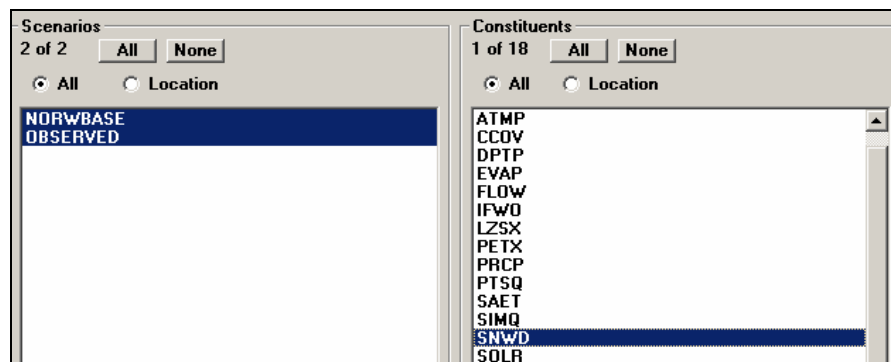 Scenarios
2 of 2 All None
All Location
NORWBASE
OBSERVED
Constituents
1 of 18 All None
All Location
ATMP
CCOV
DPTP
EVAP
FLOW
IFWO
LZSX
PETX
PRCP
PTSQ
SAET
SIMQ
SNWD
SOLR